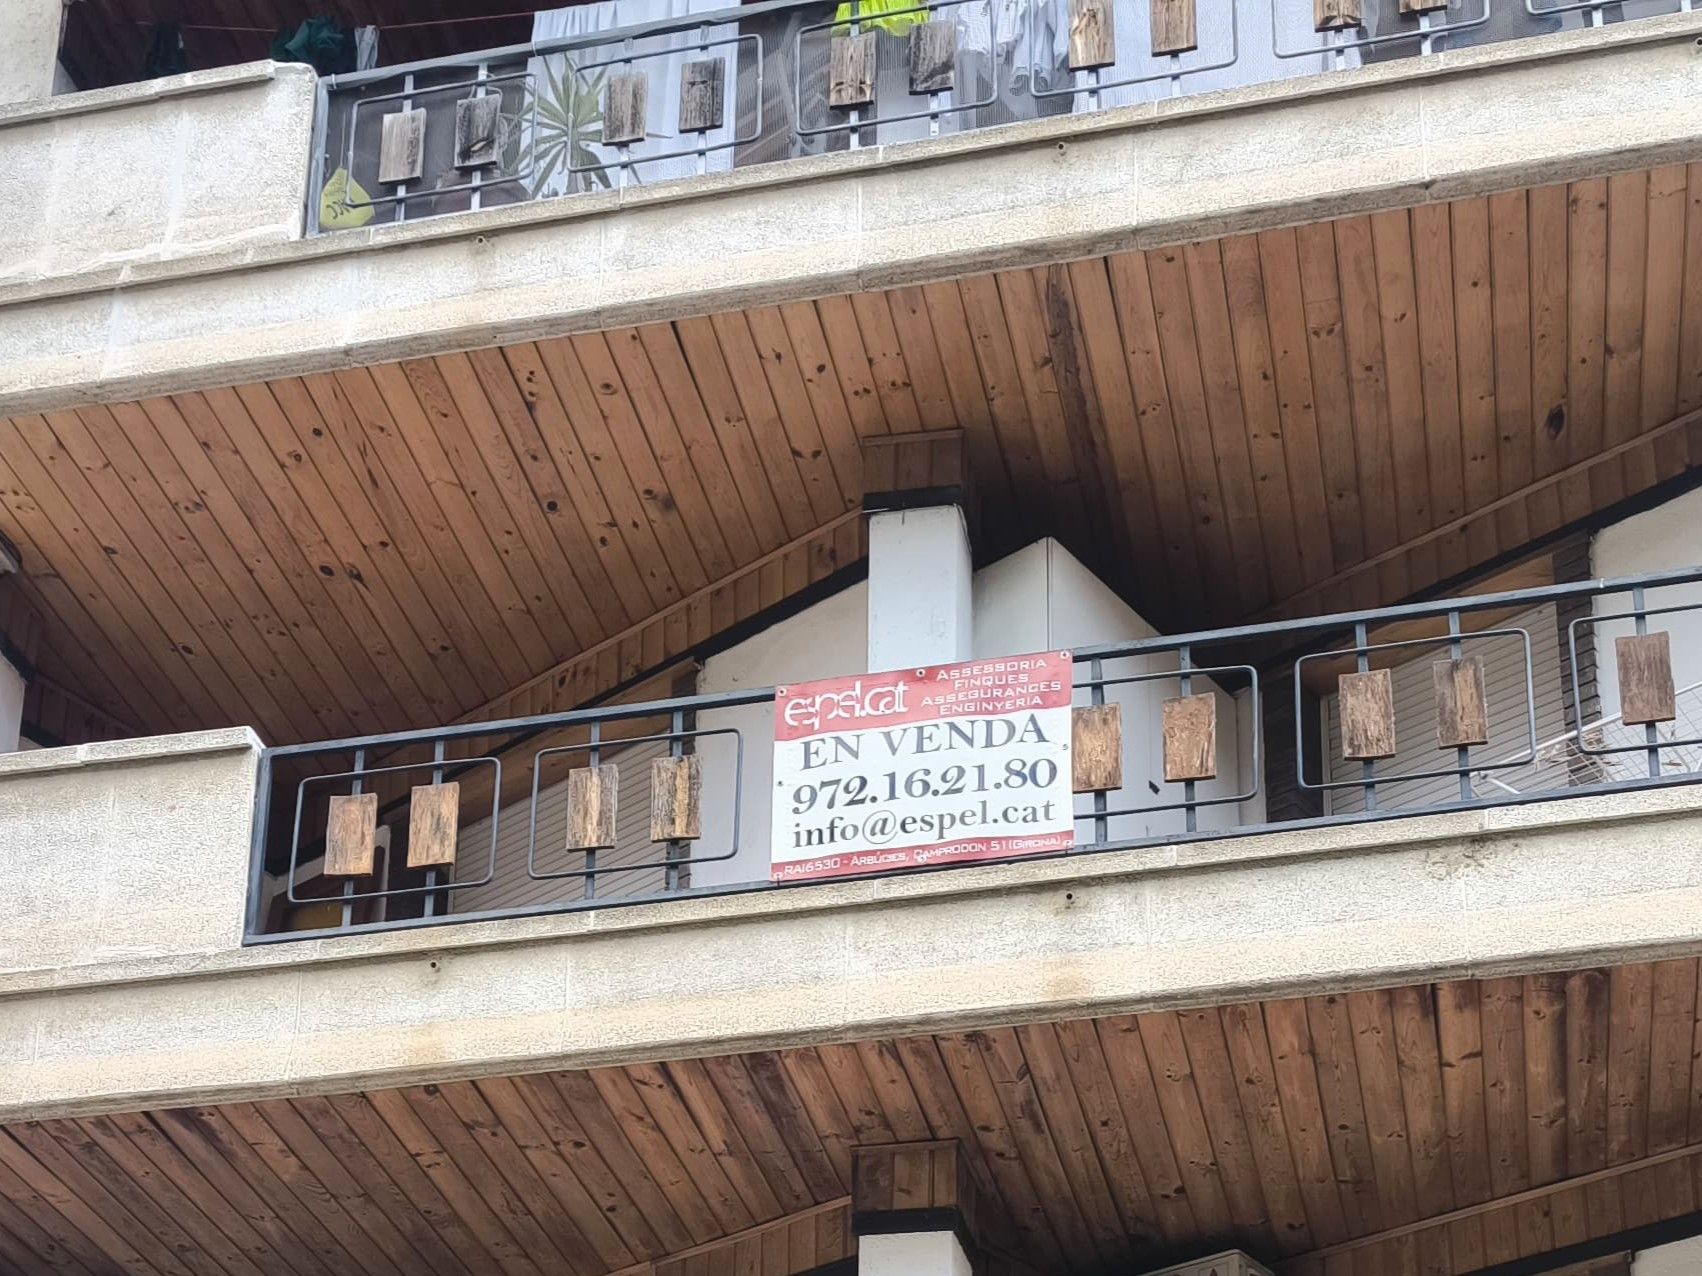 espel.cat
ASSESSORIA
FINQUES
ASSEGURANCES
ENGINYERIA
EN VENDA
972.16.21.80
info@espel.cat
RAI6530 - ARBÚCIES, CAMPRODON 51 (GIRONA)